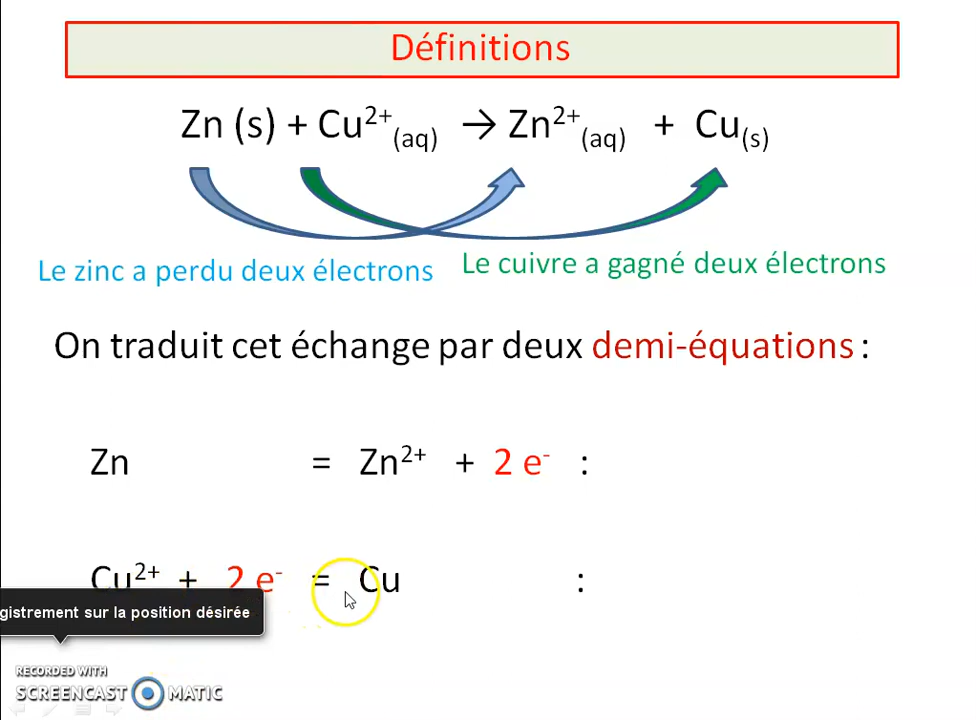 Définitions
Zn (s) + Cu²⁺(aq) → Zn²⁺(aq) + Cu(s)
Le zinc a perdu deux électrons
Le cuivre a gagné deux électrons
On traduit cet échange par deux demi-équations :
Zn = Zn²⁺ + 2 e⁻ :
Cu²⁺ + 2 e⁻ = Cu :
gistrement sur la position désirée
RECORDED WITH
SCREENCAST MATIC